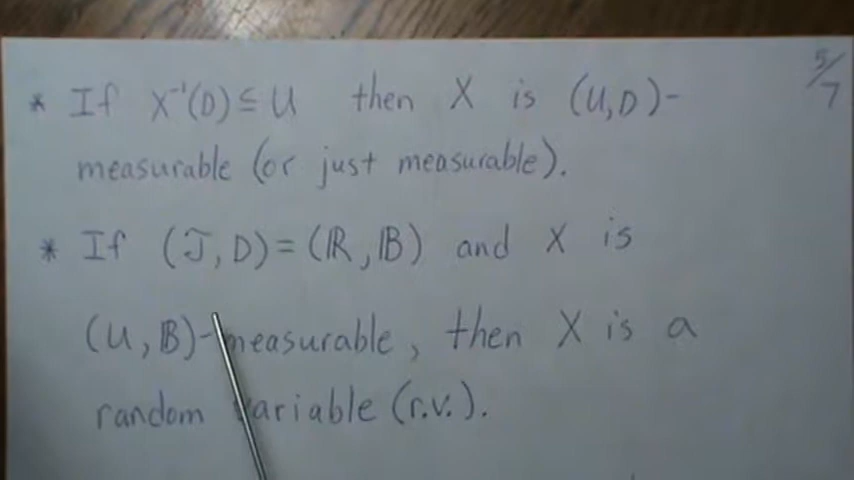 * If X⁻¹(D) ⊆ U then X is (U,D)-
measurable (or just measurable).
* If (J,D) = (ℝ,𝔹) and X is
(U,𝔹)-measurable, then X is a
random variable (r.v.).
5/7